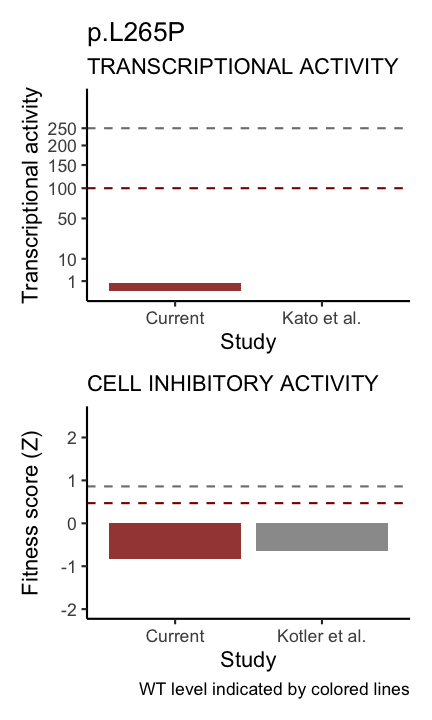 p.L265P
TRANSCRIPTIONAL ACTIVITY
Transcriptional activity
250
200
150
100
50
10
1
Current
Kato et al.
Study
CELL INHIBITORY ACTIVITY
Fitness score (Z)
2
1
0
-1
-2
Current
Kotler et al.
Study
WT level indicated by colored lines